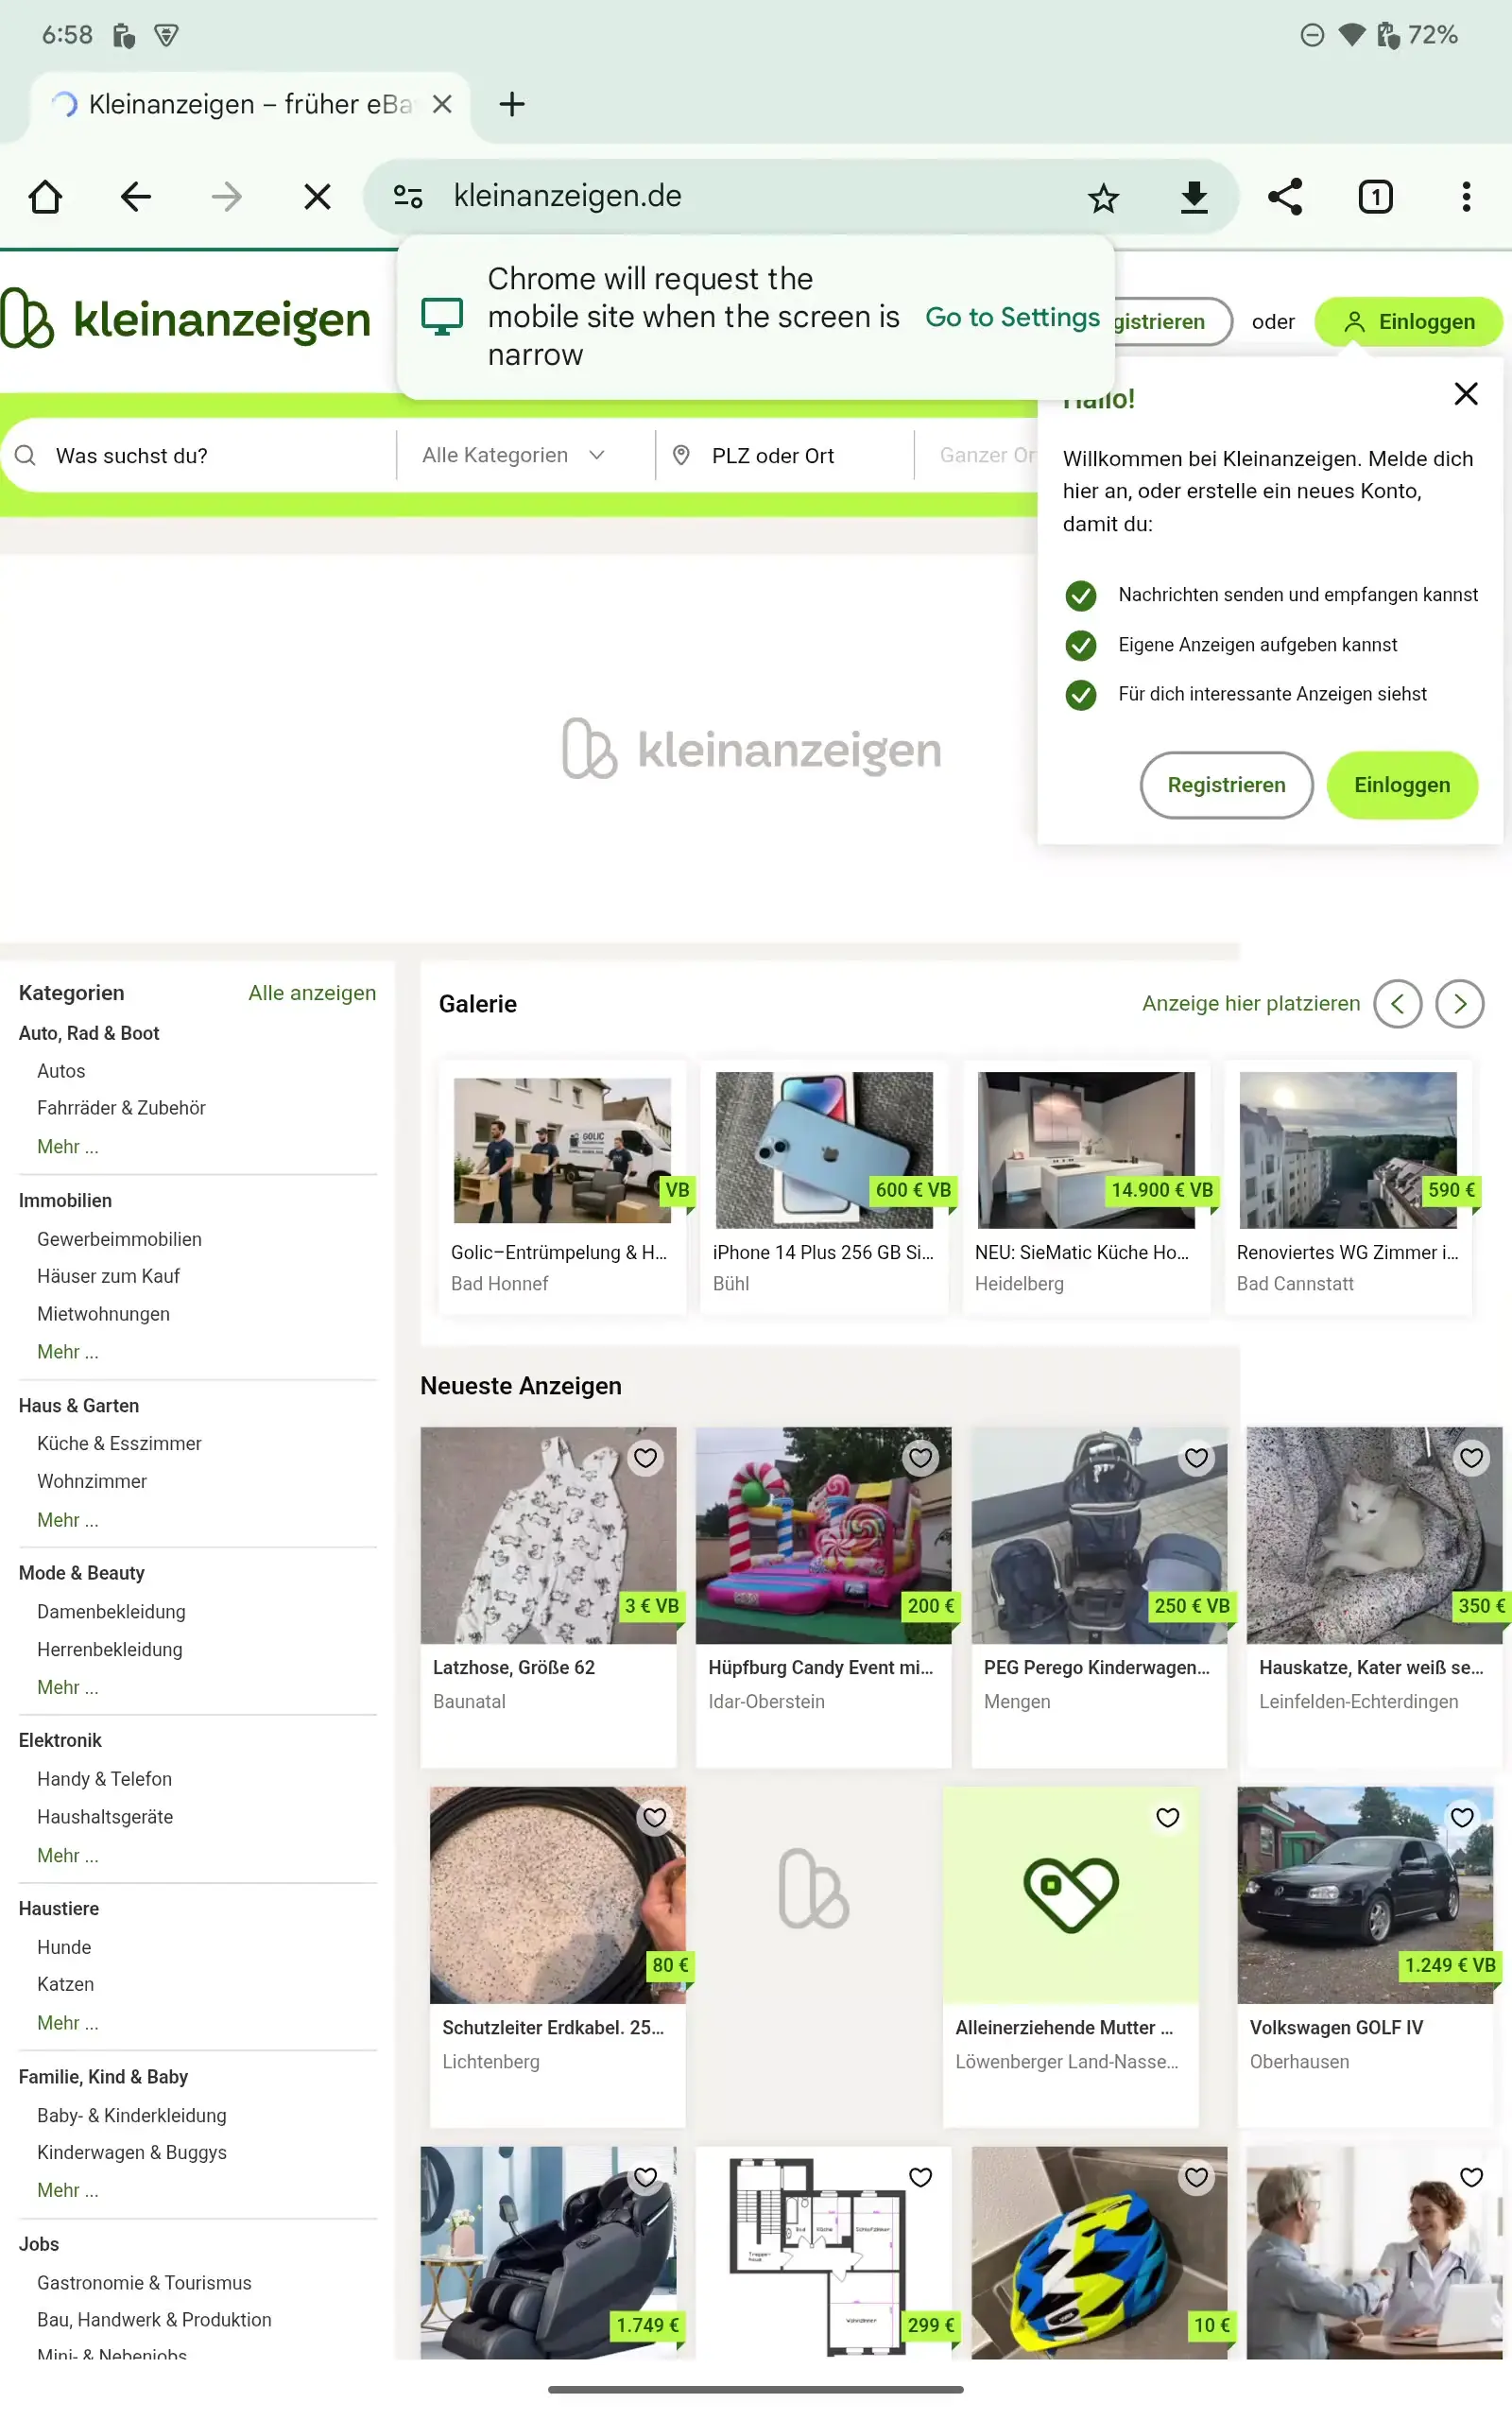 6:58
72%
Kleinanzeigen – früher eBa
kleinanzeigen.de
1
Chrome will request the
mobile site when the screen is
narrow
Go to Settings
kleinanzeigen
gistrieren
oder
Einloggen
Hallo!
Was suchst du?
Alle Kategorien
PLZ oder Ort
Ganzer Or
Willkommen bei Kleinanzeigen. Melde dich
hier an, oder erstelle ein neues Konto,
damit du:
Nachrichten senden und empfangen kannst
Eigene Anzeigen aufgeben kannst
Für dich interessante Anzeigen siehst
Registrieren
Einloggen
kleinanzeigen
Kategorien
Alle anzeigen
Auto, Rad & Boot
Autos
Fahrräder & Zubehör
Mehr ...
Immobilien
Gewerbeimmobilien
Häuser zum Kauf
Mietwohnungen
Mehr ...
Haus & Garten
Küche & Esszimmer
Wohnzimmer
Mehr ...
Mode & Beauty
Damenbekleidung
Herrenbekleidung
Mehr ...
Elektronik
Handy & Telefon
Haushaltsgeräte
Mehr ...
Haustiere
Hunde
Katzen
Mehr ...
Familie, Kind & Baby
Baby- & Kinderkleidung
Kinderwagen & Buggys
Mehr ...
Jobs
Gastronomie & Tourismus
Bau, Handwerk & Produktion
Mini- & Nebenjobs
Galerie
Anzeige hier platzieren
GOLIC
VB
Golic–Entrümpelung & H...
Bad Honnef
600 € VB
iPhone 14 Plus 256 GB Si...
Bühl
14.900 € VB
NEU: SieMatic Küche Ho...
Heidelberg
590 €
Renoviertes WG Zimmer i...
Bad Cannstatt
Neueste Anzeigen
3 € VB
Latzhose, Größe 62
Baunatal
200 €
Hüpfburg Candy Event mi...
Idar-Oberstein
250 € VB
PEG Perego Kinderwagen...
Mengen
350 €
Hauskatze, Kater weiß se...
Leinfelden-Echterdingen
80 €
Schutzleiter Erdkabel. 25...
Lichtenberg
Alleinerziehende Mutter ...
Löwenberger Land-Nasse...
1.249 € VB
Volkswagen GOLF IV
Oberhausen
1.749 €
Bad
Küche
Schlafzimmer
Wohnzimmer
299 €
10 €